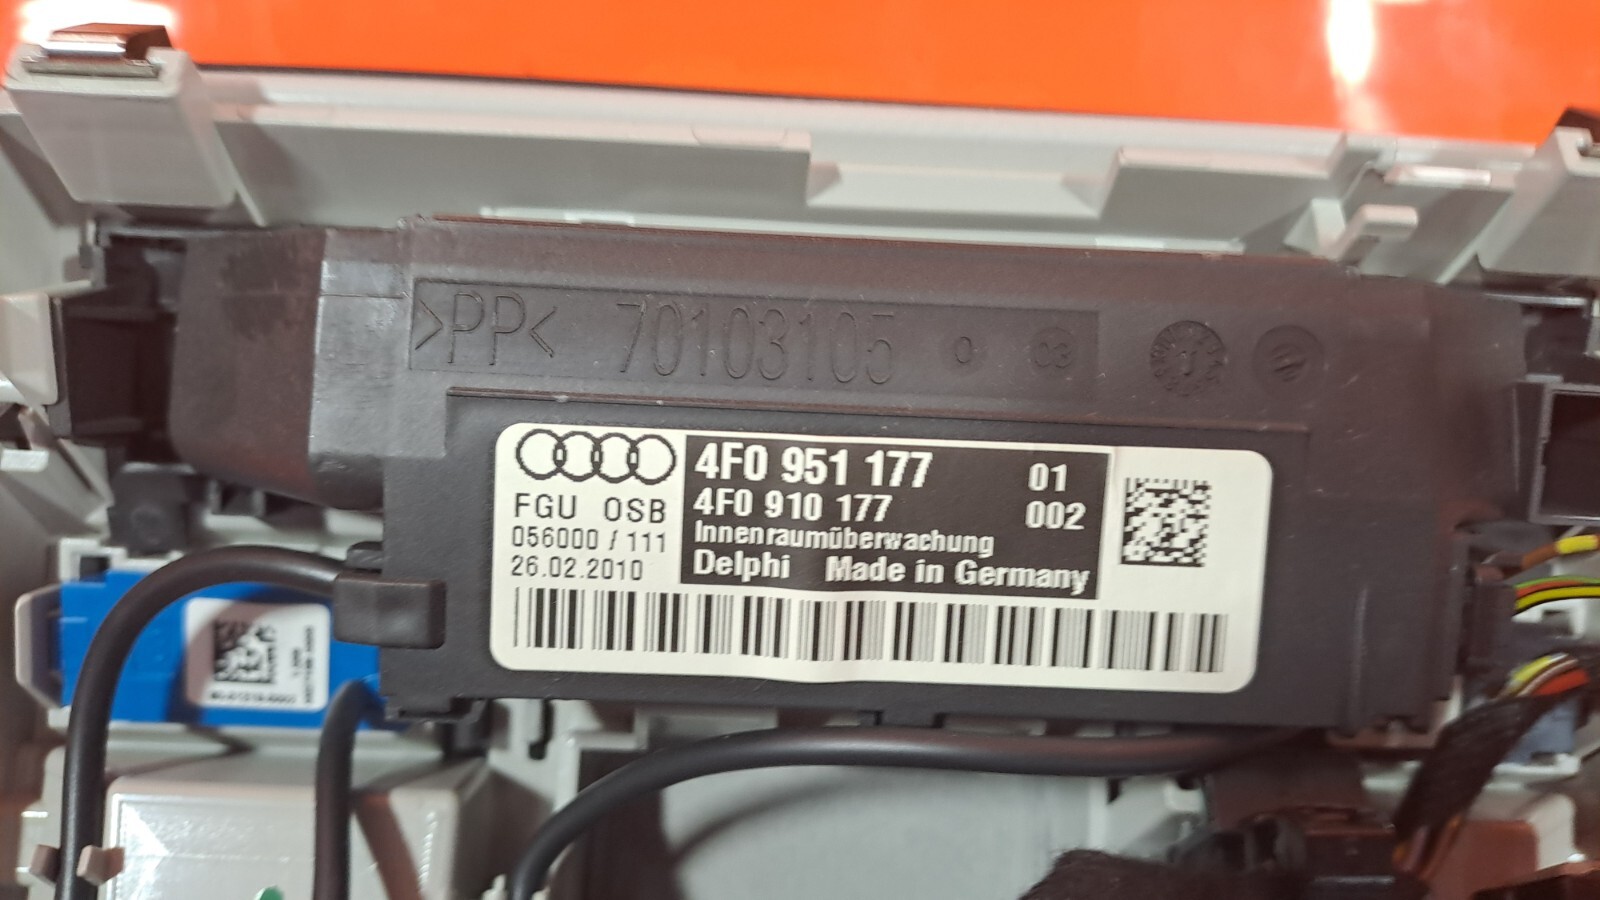 >PP< 70103105 03
4F0 951 177 01
4F0 910 177 002
Innenraumüberwachung
Delphi Made in Germany
FGU OSB
056000 / 111
26.02.2010